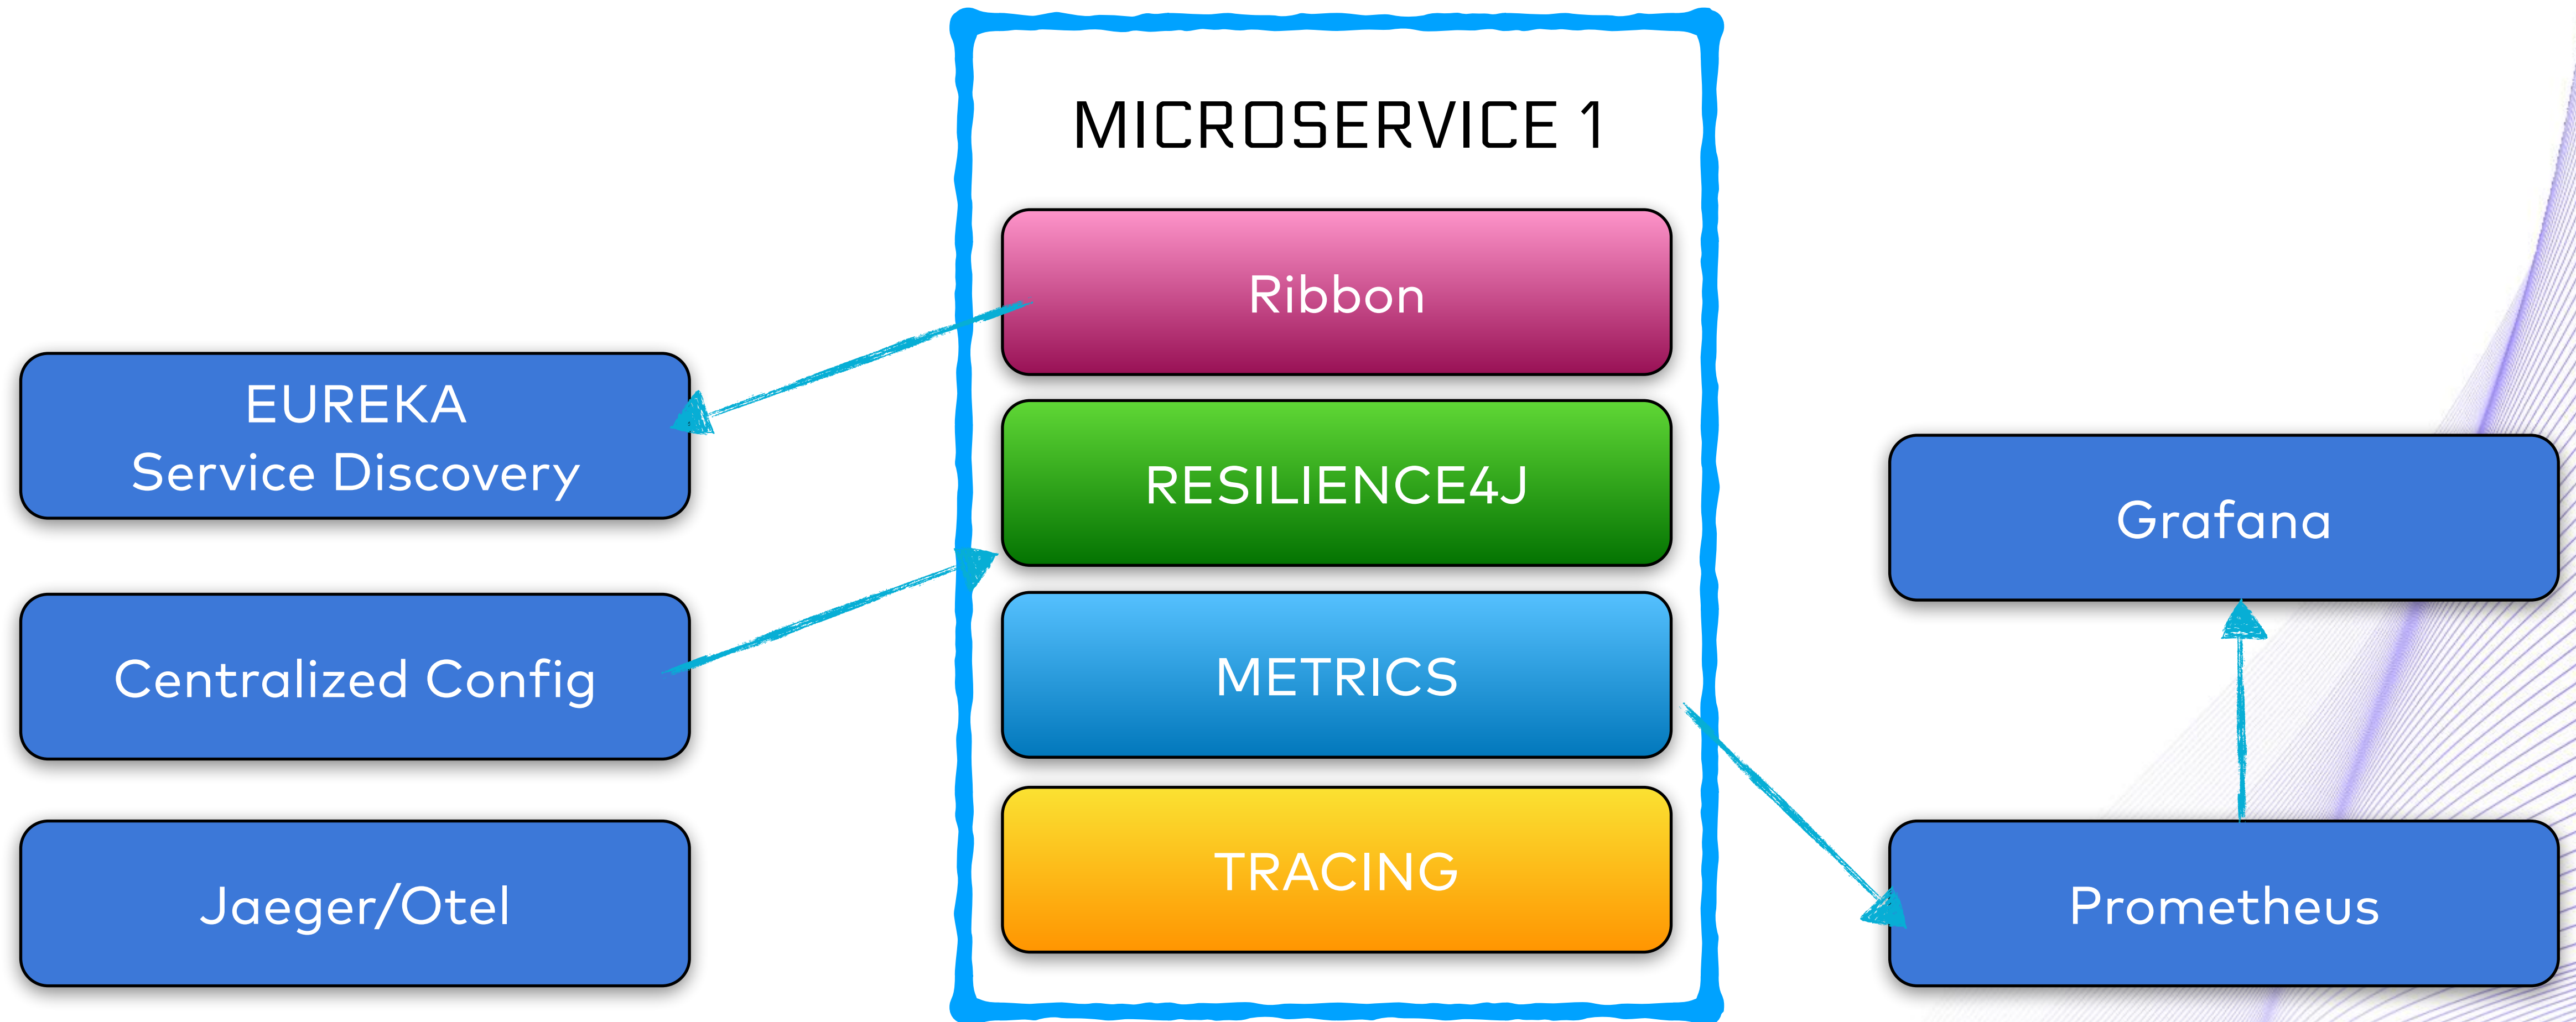 MICROSERVICE 1
Ribbon
RESILIENCE4J
METRICS
TRACING
EUREKA
Service Discovery
Centralized Config
Jaeger/Otel
Grafana
Prometheus